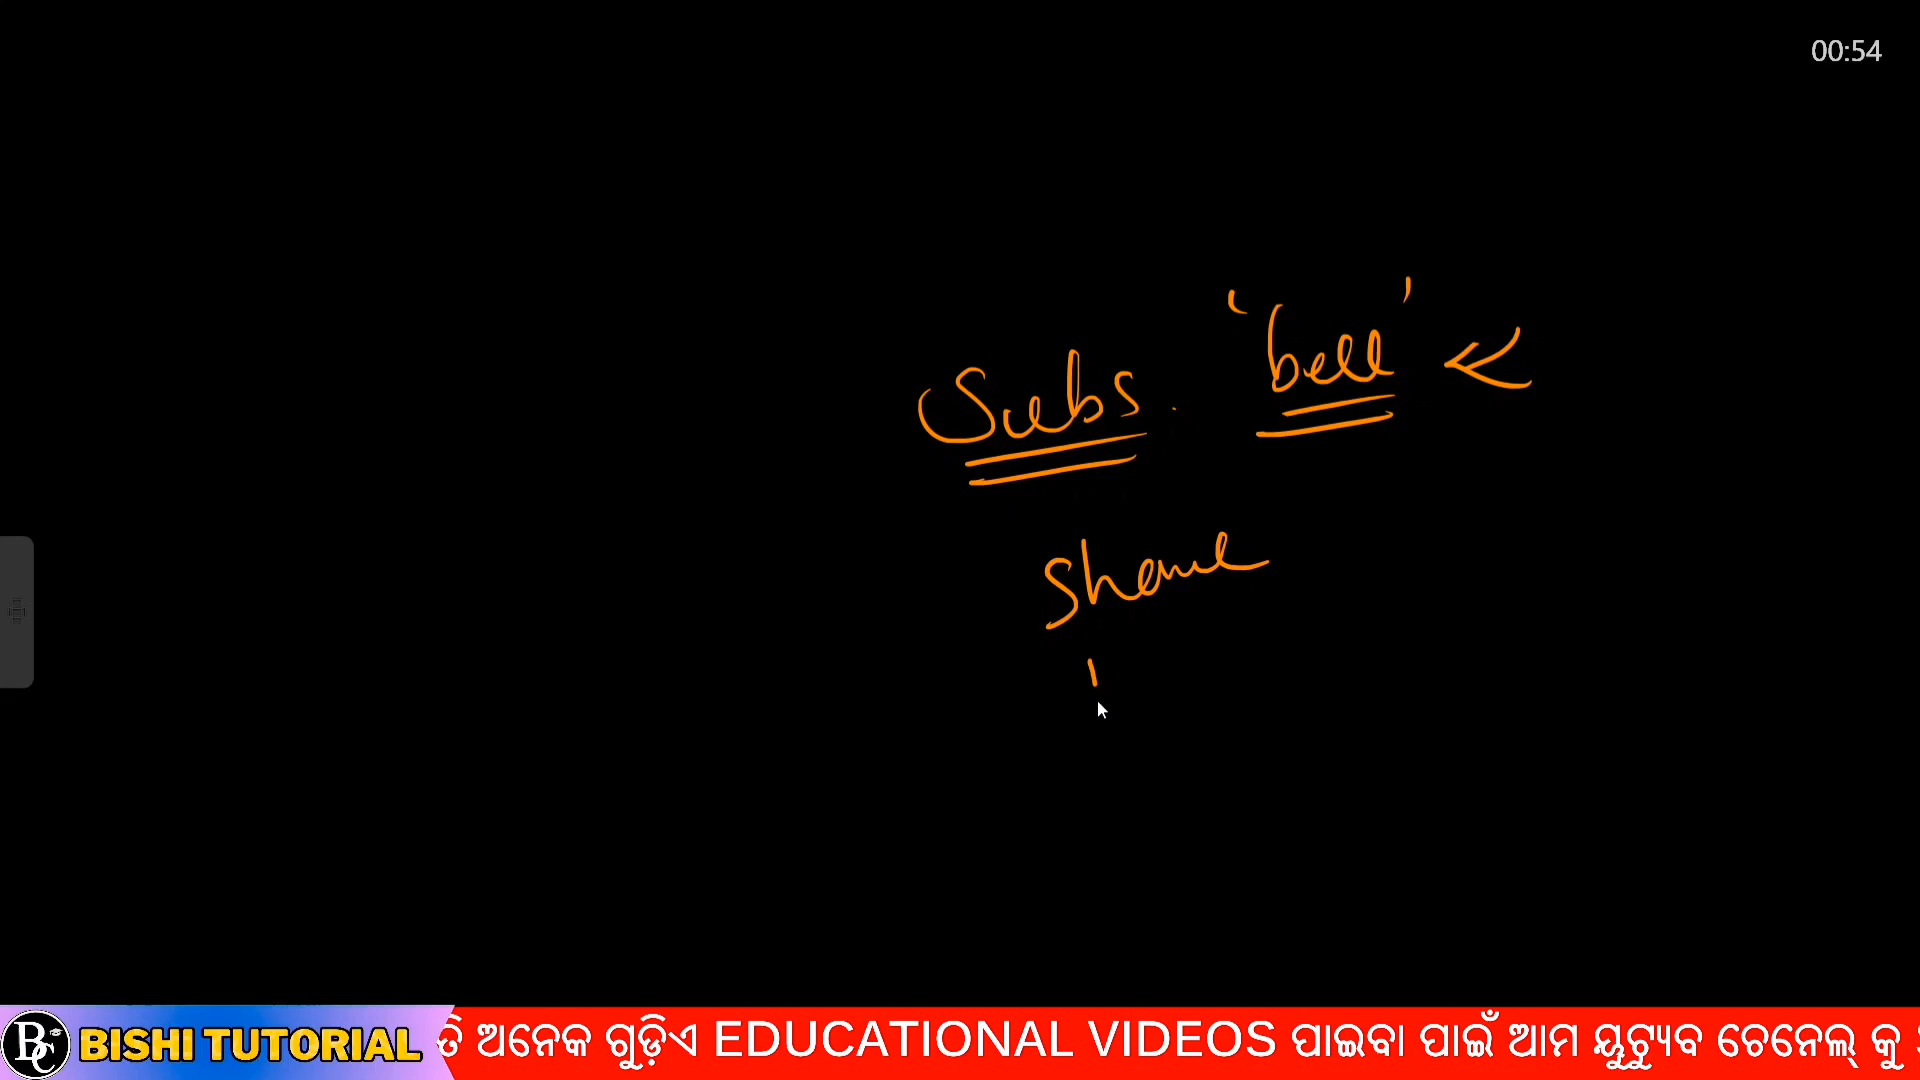 00:54
Subs. 'bell' <
Share
BISHI TUTORIAL
ତି ଅନେକ ଗୁଡ଼ିଏ EDUCATIONAL VIDEOS ପାଇବା ପାଇଁ ଆମ ୟୁଟ୍ୟୁବ ଚେନେଲ୍ କୁ